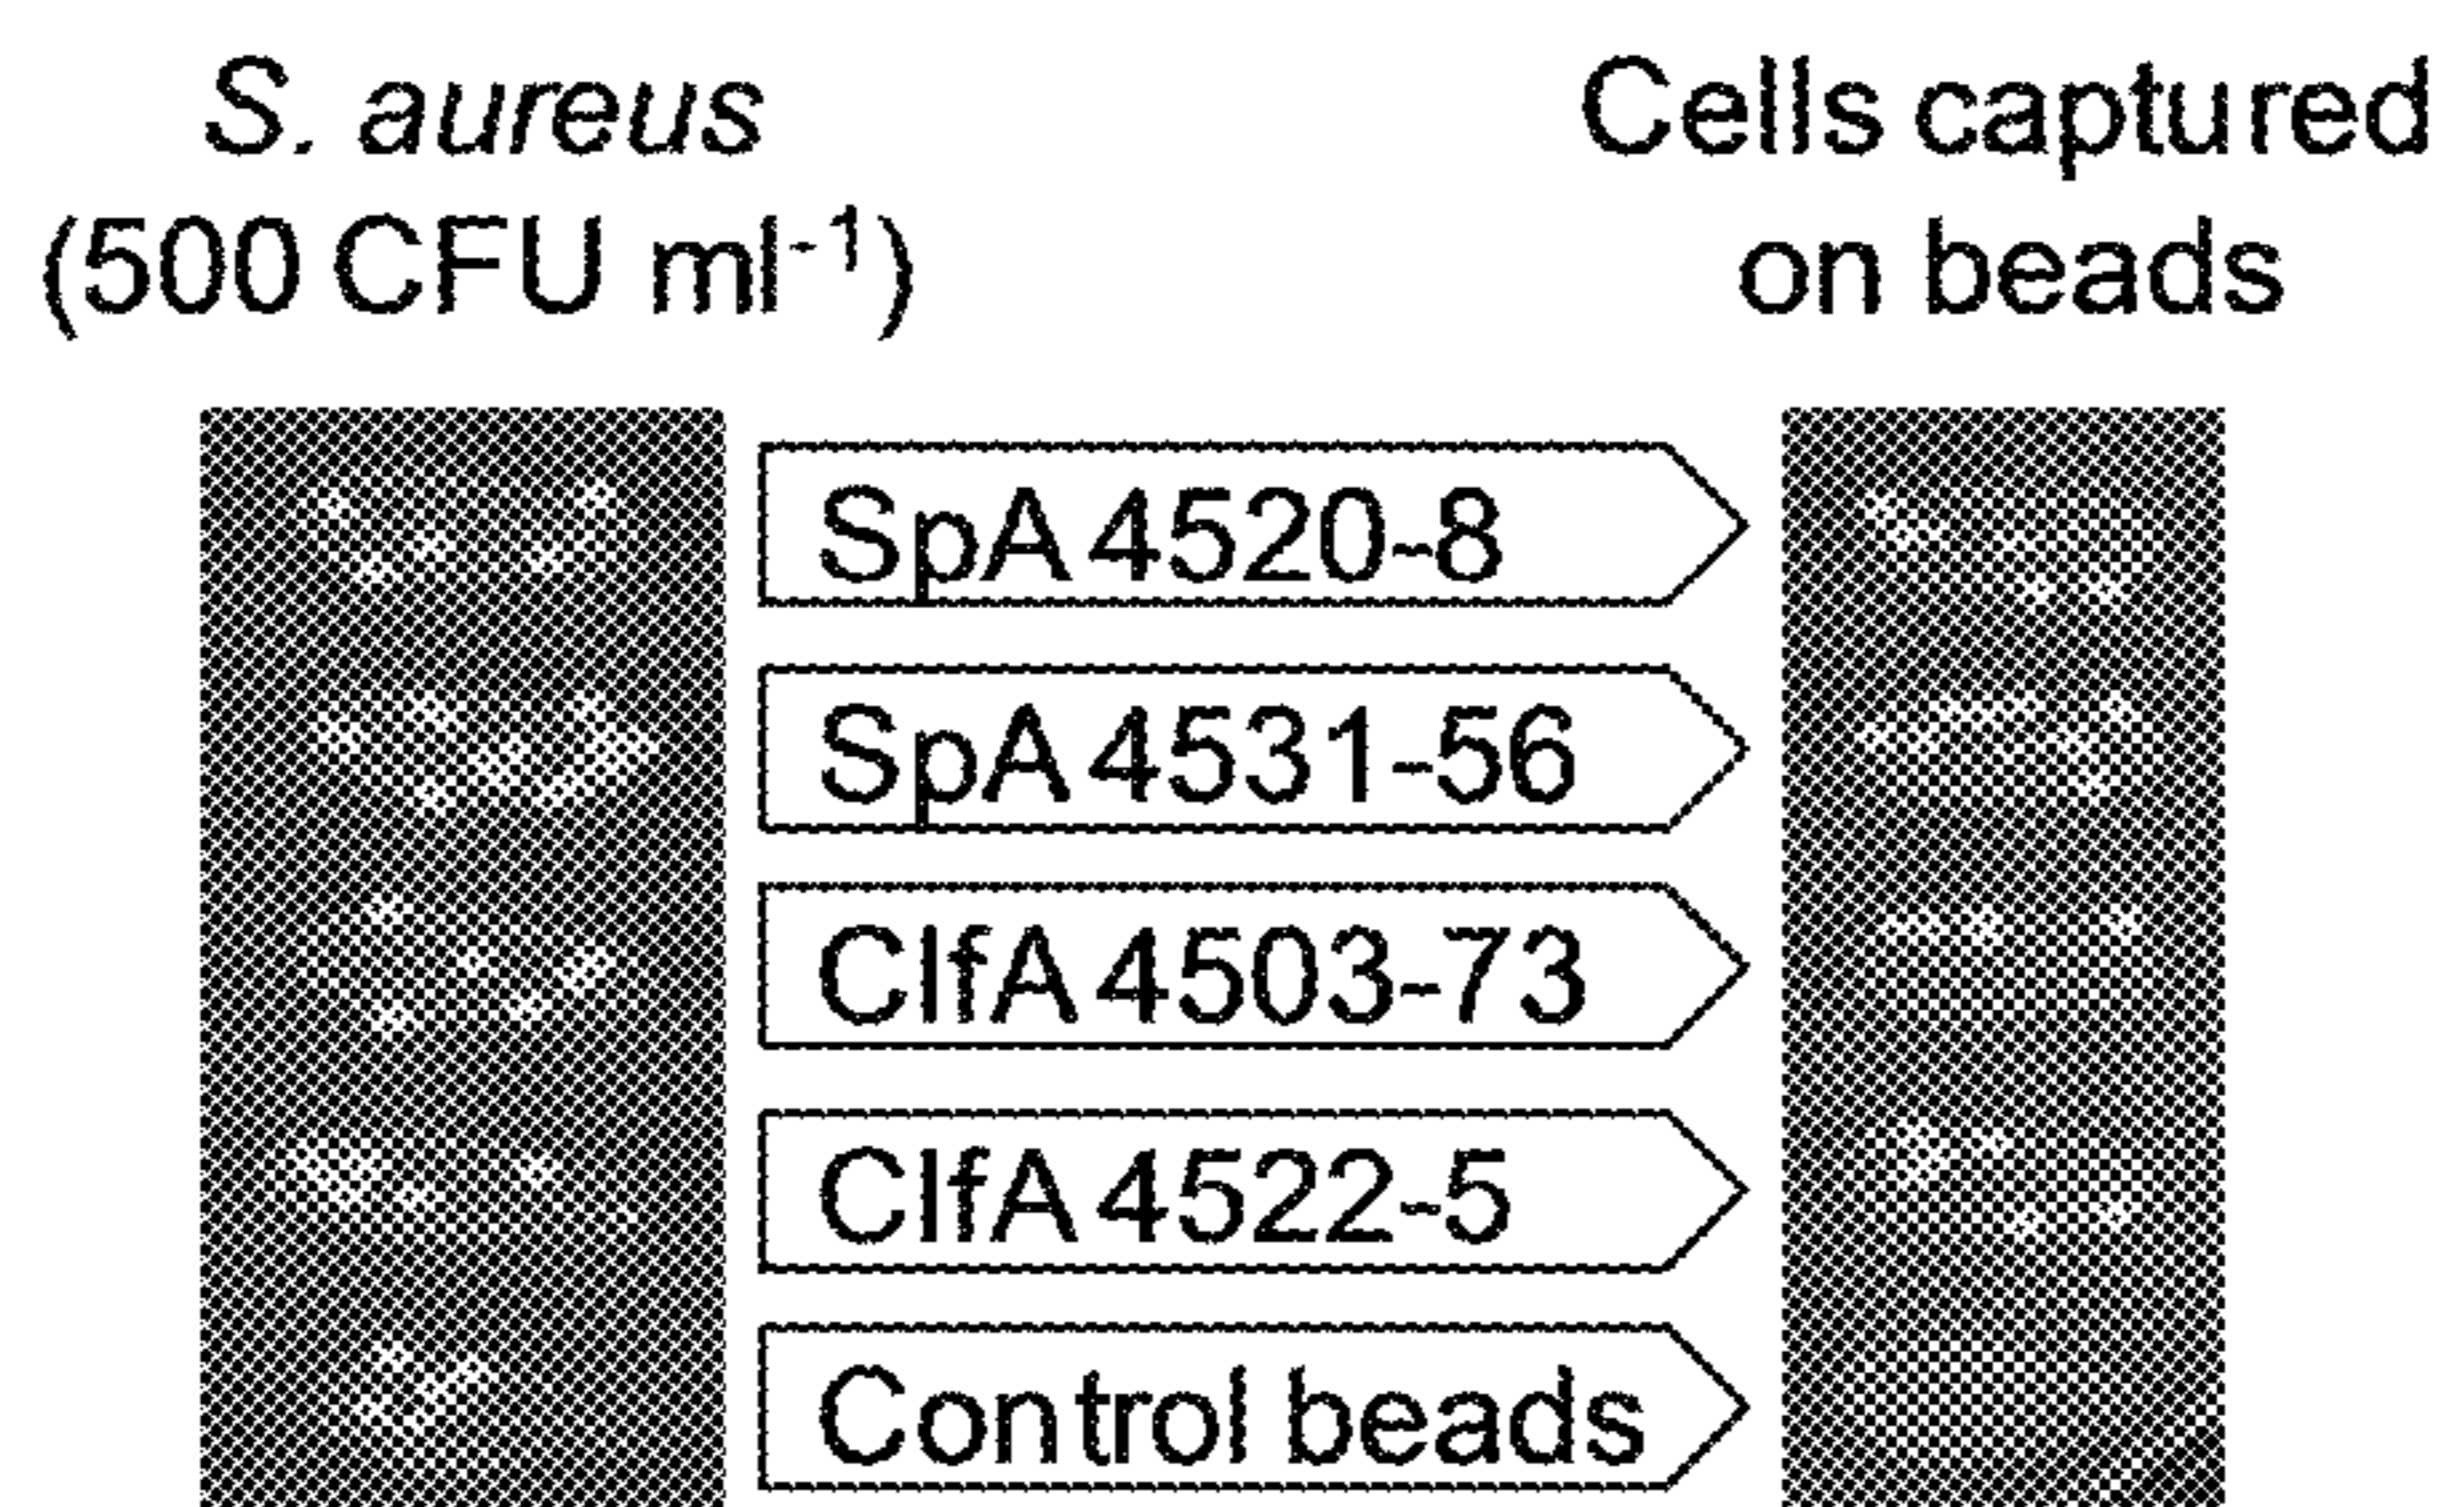 S. aureus
(500 CFU ml-1)
Cells captured
on beads
SpA 4520-8
SpA 4531-56
ClfA 4503-73
ClfA 4522-5
Control beads